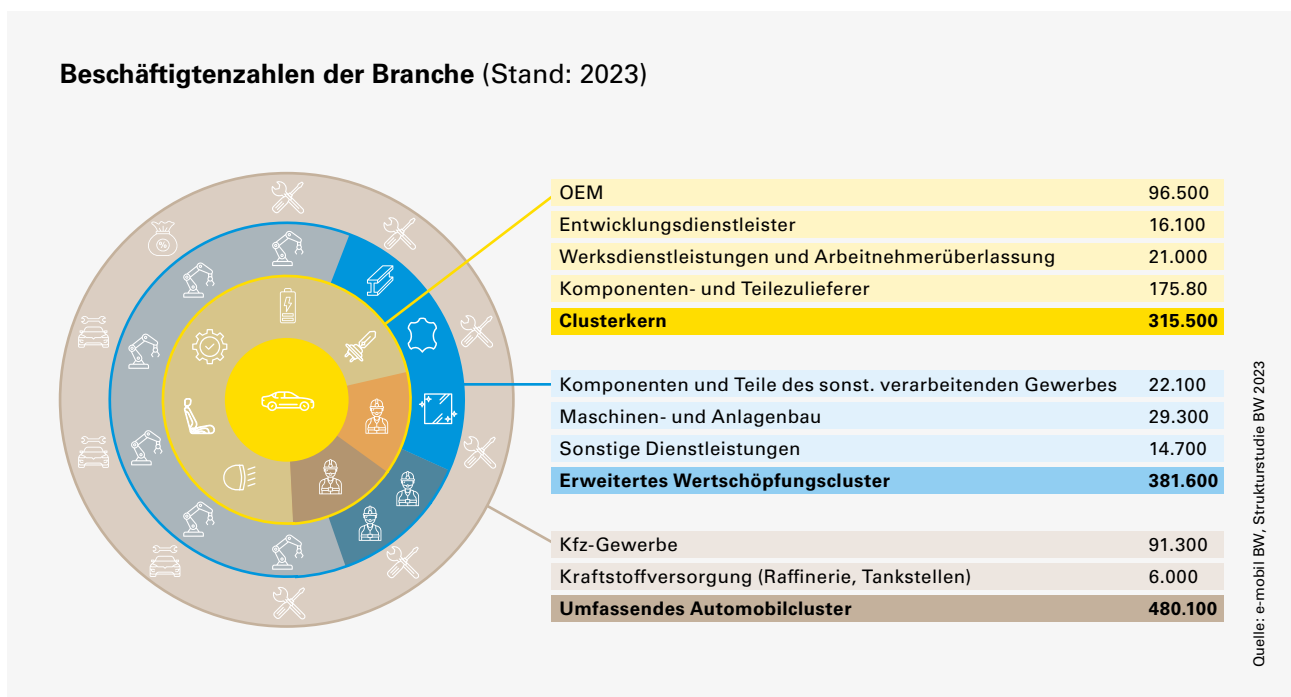 Beschäftigtenzahlen der Branche (Stand: 2023)
OEM 96.500
Entwicklungsdienstleister 16.100
Werksdienstleistungen und Arbeitnehmerüberlassung 21.000
Komponenten- und Teilezulieferer 175.80
Clusterkern 315.500
Komponenten und Teile des sonst. verarbeitenden Gewerbes 22.100
Maschinen- und Anlagenbau 29.300
Sonstige Dienstleistungen 14.700
Erweitertes Wertschöpfungscluster 381.600
Kfz-Gewerbe 91.300
Kraftstoffversorgung (Raffinerie, Tankstellen) 6.000
Umfassendes Automobilcluster 480.100
Quelle: e-mobil BW, Strukturstudie BW 2023
%